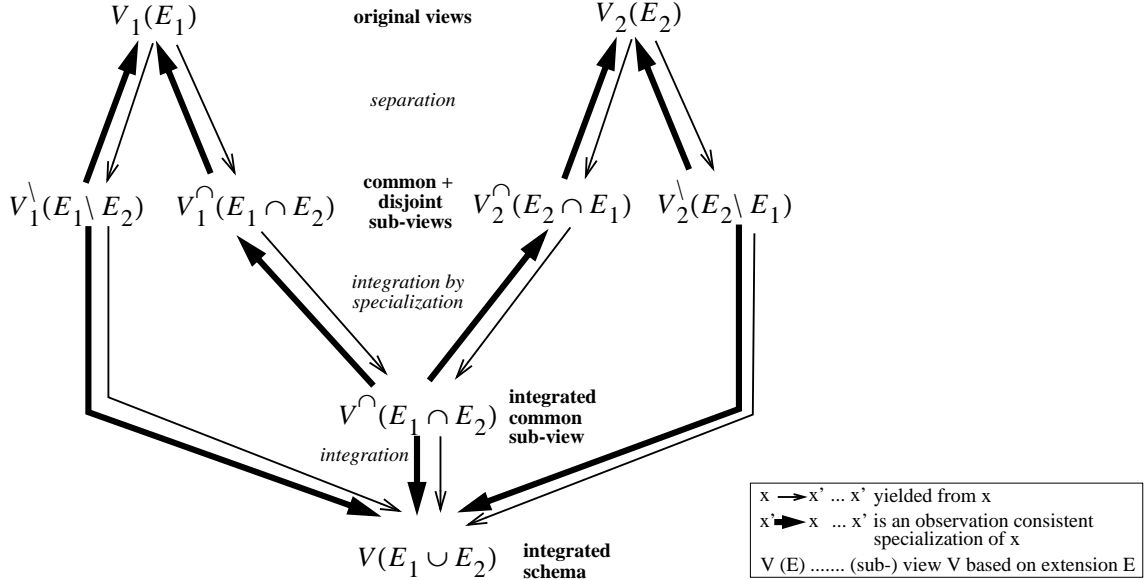 V₁(E₁) original views V₂(E₂)
separation
V₁\(E₁\ E₂) V₁∩(E₁ ∩ E₂) common + disjoint sub-views V₂∩(E₂ ∩ E₁) V₂\(E₂\ E₁)
integration by
specialization
V∩(E₁ ∩ E₂) integrated
common
sub-view
integration
V(E₁ ∪ E₂) integrated
schema
x → x' ... x' yielded from x
x' → x ... x' is an observation consistent
specialization of x
V (E) ....... (sub-) view V based on extension E